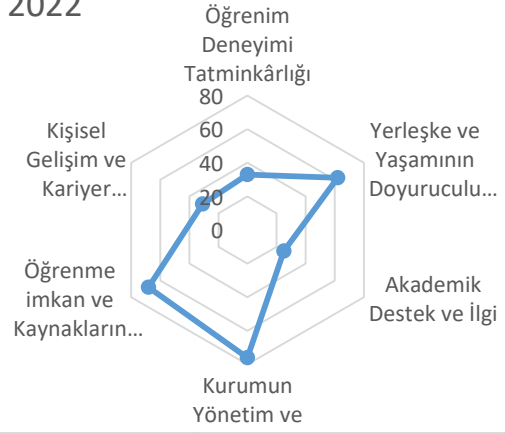 2022
Öğrenim
Deneyimi
Tatminkârlığı
80
60
40
20
0
Yerleşke ve
Yaşamının
Doyuruculu...
Akademik
Destek ve İlgi
Kurumun
Yönetim ve
Öğrenme
imkan ve
Kaynakların...
Kişisel
Gelişim ve
Kariyer...